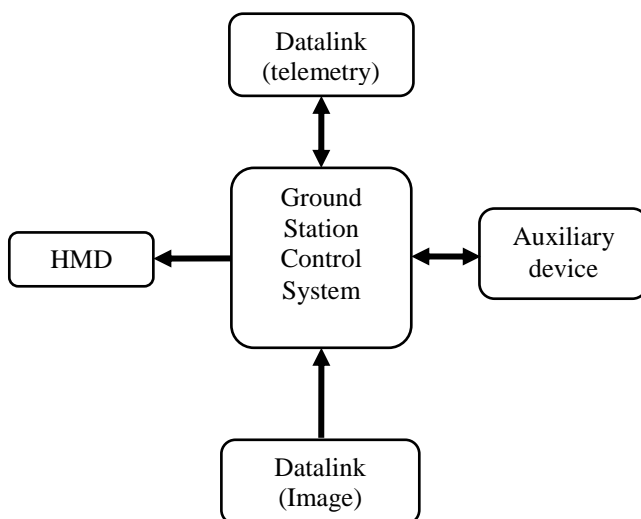 Datalink
(telemetry)
Ground
Station
Control
System
HMD
Auxiliary
device
Datalink
(Image)